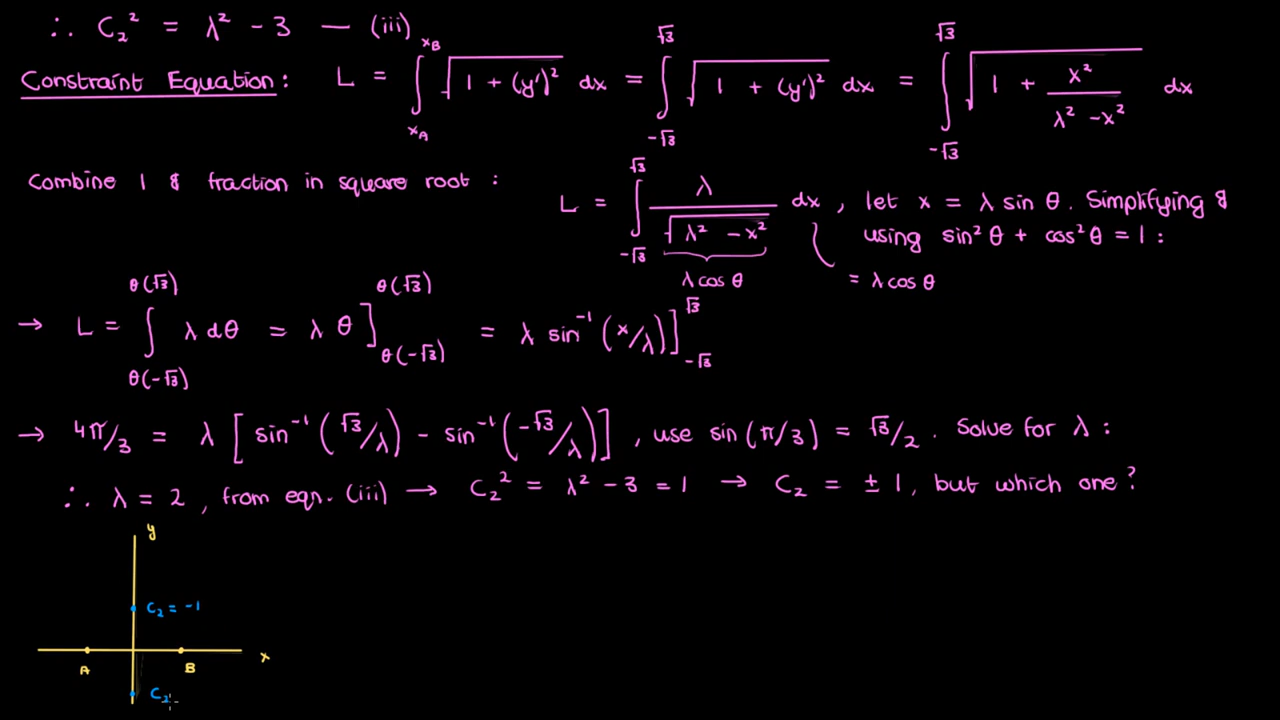 ∴ C₂² = λ² - 3 — (iii)
Constraint Equation: L = ∫_{x_A}^{x_B} √(1 + (y')²) dx = ∫_{-√3}^{√3} √(1 + (y')²) dx = ∫_{-√3}^{√3} √(1 + x²/(λ² - x²)) dx
Combine 1 & fraction in square root : L = ∫_{-√3}^{√3} λ/√(λ² - x²) dx , let x = λ sin θ. Simplifying &
using sin²θ + cos²θ = 1 :
λ cos θ = λ cos θ
→ L = ∫_{θ(-√3)}^{θ(√3)} λ dθ = λ θ ]_{θ(-√3)}^{θ(√3)} = λ sin⁻¹(x/λ)]_{-√3}^{√3}
→ 4π/3 = λ [ sin⁻¹(√3/λ) - sin⁻¹(-√3/λ) ] , use sin(π/3) = √3/2 . Solve for λ :
∴ λ = 2 , from eqn. (iii) → C₂² = λ² - 3 = 1 → C₂ = ± 1, but which one?
y
C₂ = -1
x
A B
C₂ -